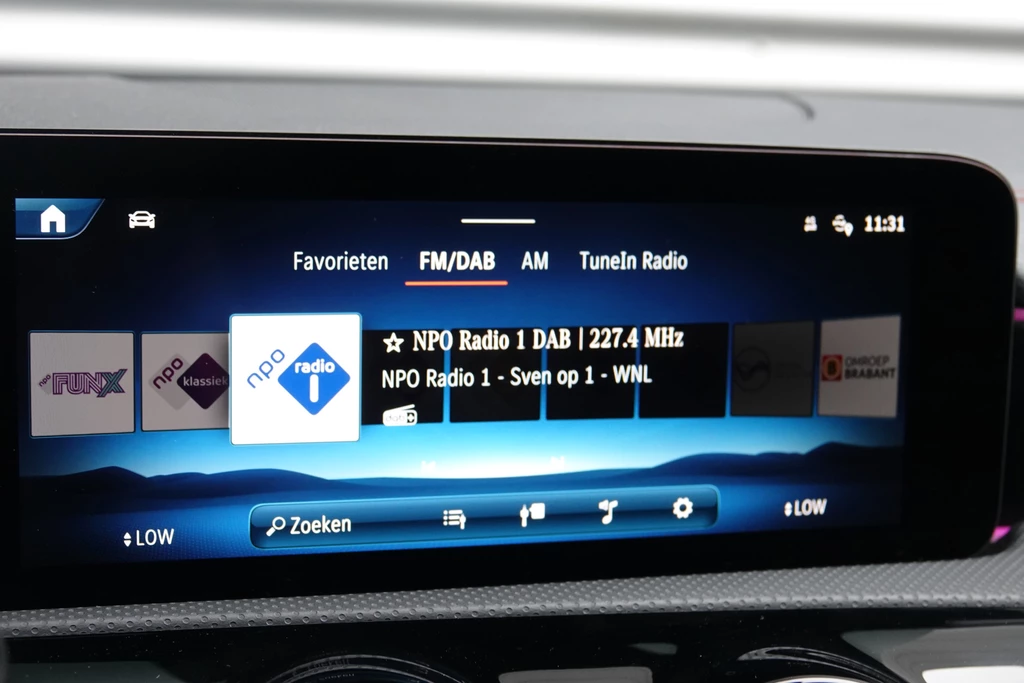 11:31
Favorieten FM/DAB AM TuneIn Radio
npo FUNX
npo klassiek
npo radio 1
NPO Radio 1 DAB | 227.4 MHz
NPO Radio 1 - Sven op 1 - WNL
OMROEP
BRABANT
LOW
Zoeken
LOW